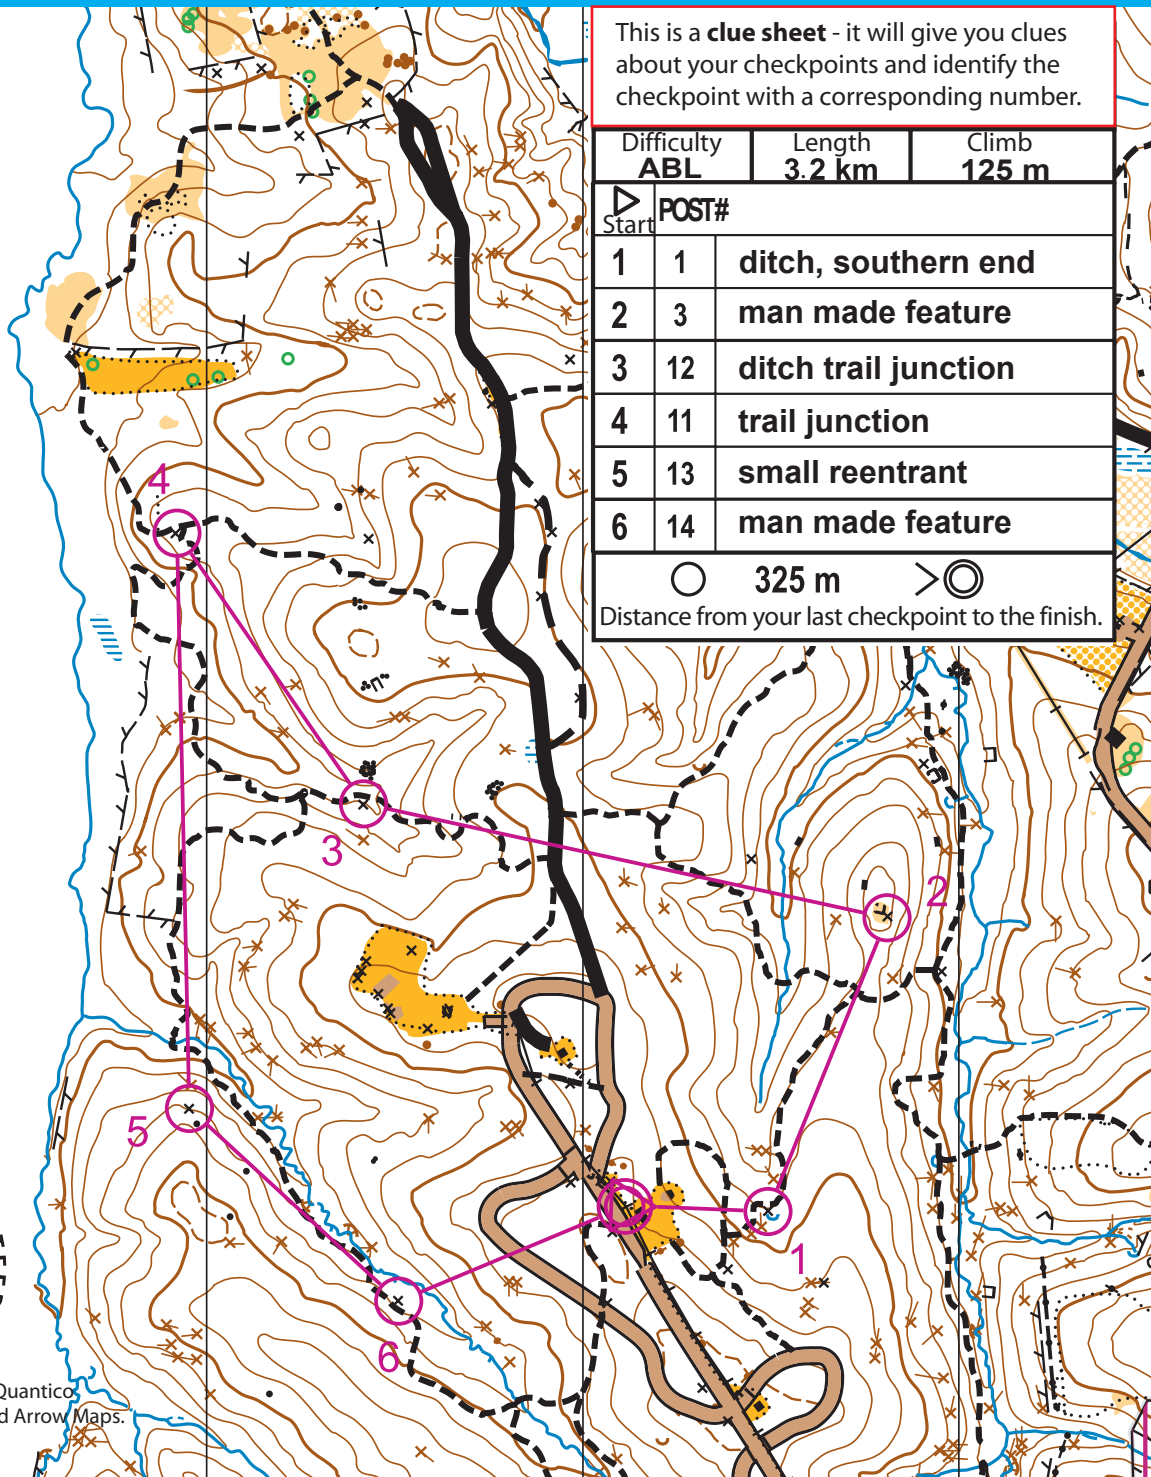 This is a clue sheet - it will give you clues
about your checkpoints and identify the
checkpoint with a corresponding number.
Difficulty Length Climb
ABL 3.2 km 125 m
Start POST#
1 1 ditch, southern end
2 3 man made feature
3 12 ditch trail junction
4 11 trail junction
5 13 small reentrant
6 14 man made feature
325 m
Distance from your last checkpoint to the finish.
4
3
2
5
1
6
Quantico
d Arrow Maps.